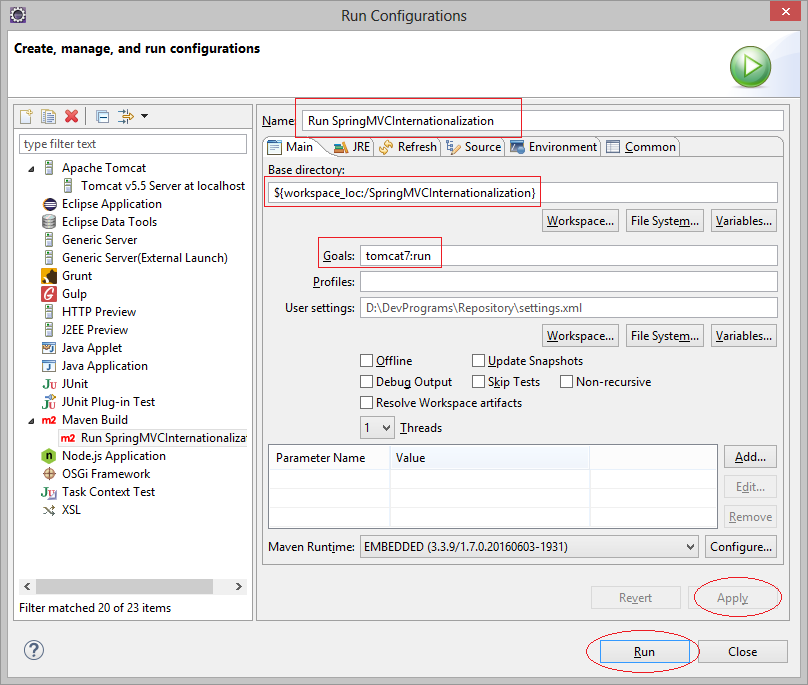 Run Configurations
Create, manage, and run configurations
type filter text
Apache Tomcat
Tomcat v5.5 Server at localhost
Eclipse Application
Eclipse Data Tools
Generic Server
Generic Server(External Launch)
Grunt
Gulp
HTTP Preview
J2EE Preview
Java Applet
Java Application
JUnit
JUnit Plug-in Test
Maven Build
Run SpringMVCInternationaliza
Node.js Application
OSGi Framework
Task Context Test
XSL
Filter matched 20 of 23 items
Name: Run SpringMVCInternationalization
Main JRE Refresh Source Environment Common
Base directory:
${workspace_loc:/SpringMVCInternationalization}
Workspace... File System... Variables...
Goals: tomcat7:run
Profiles:
User settings: D:\DevPrograms\Repository\settings.xml
Workspace... File System... Variables...
Offline Update Snapshots
Debug Output Skip Tests Non-recursive
Resolve Workspace artifacts
1 Threads
Parameter Name Value Add...
Edit...
Remove
Maven Runtime: EMBEDDED (3.3.9/1.7.0.20160603-1931) Configure...
Revert Apply
Run Close